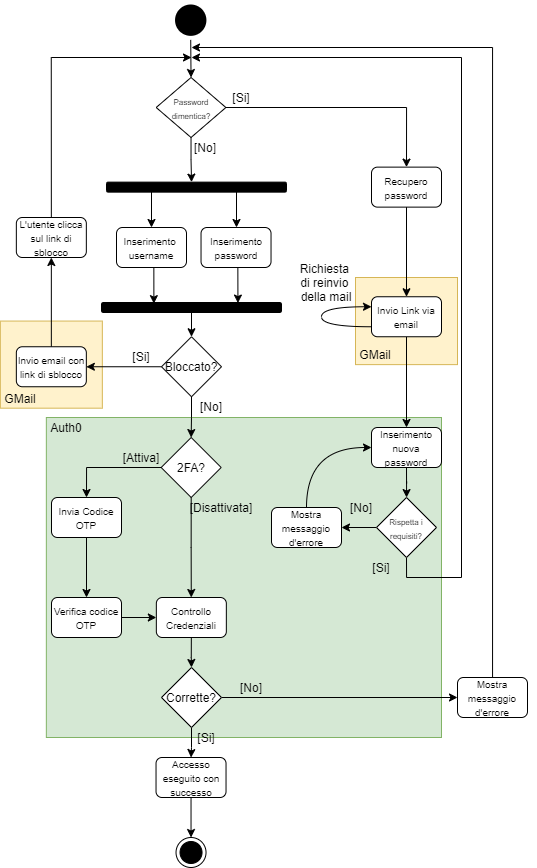 Password
dimentica?
[Si]
[No]
Recupero
password
L'utente clicca
sul link di
sblocco
Inserimento
username
Inserimento
password
Richiesta
di reinvio
della mail
Invio Link via
email
GMail
Invio email con
link di sblocco
GMail
[Si]
Bloccato?
[No]
Auth0
Inserimento
nuova
password
[Attiva]
2FA?
[Disattivata]
Invia Codice
OTP
Mostra
messaggio
d'errore
[No]
Rispetta i
requisiti?
[Si]
Verifica codice
OTP
Controllo
Credenziali
Corrette?
[No]
Mostra
messaggio
d'errore
[Si]
Accesso
eseguito con
successo